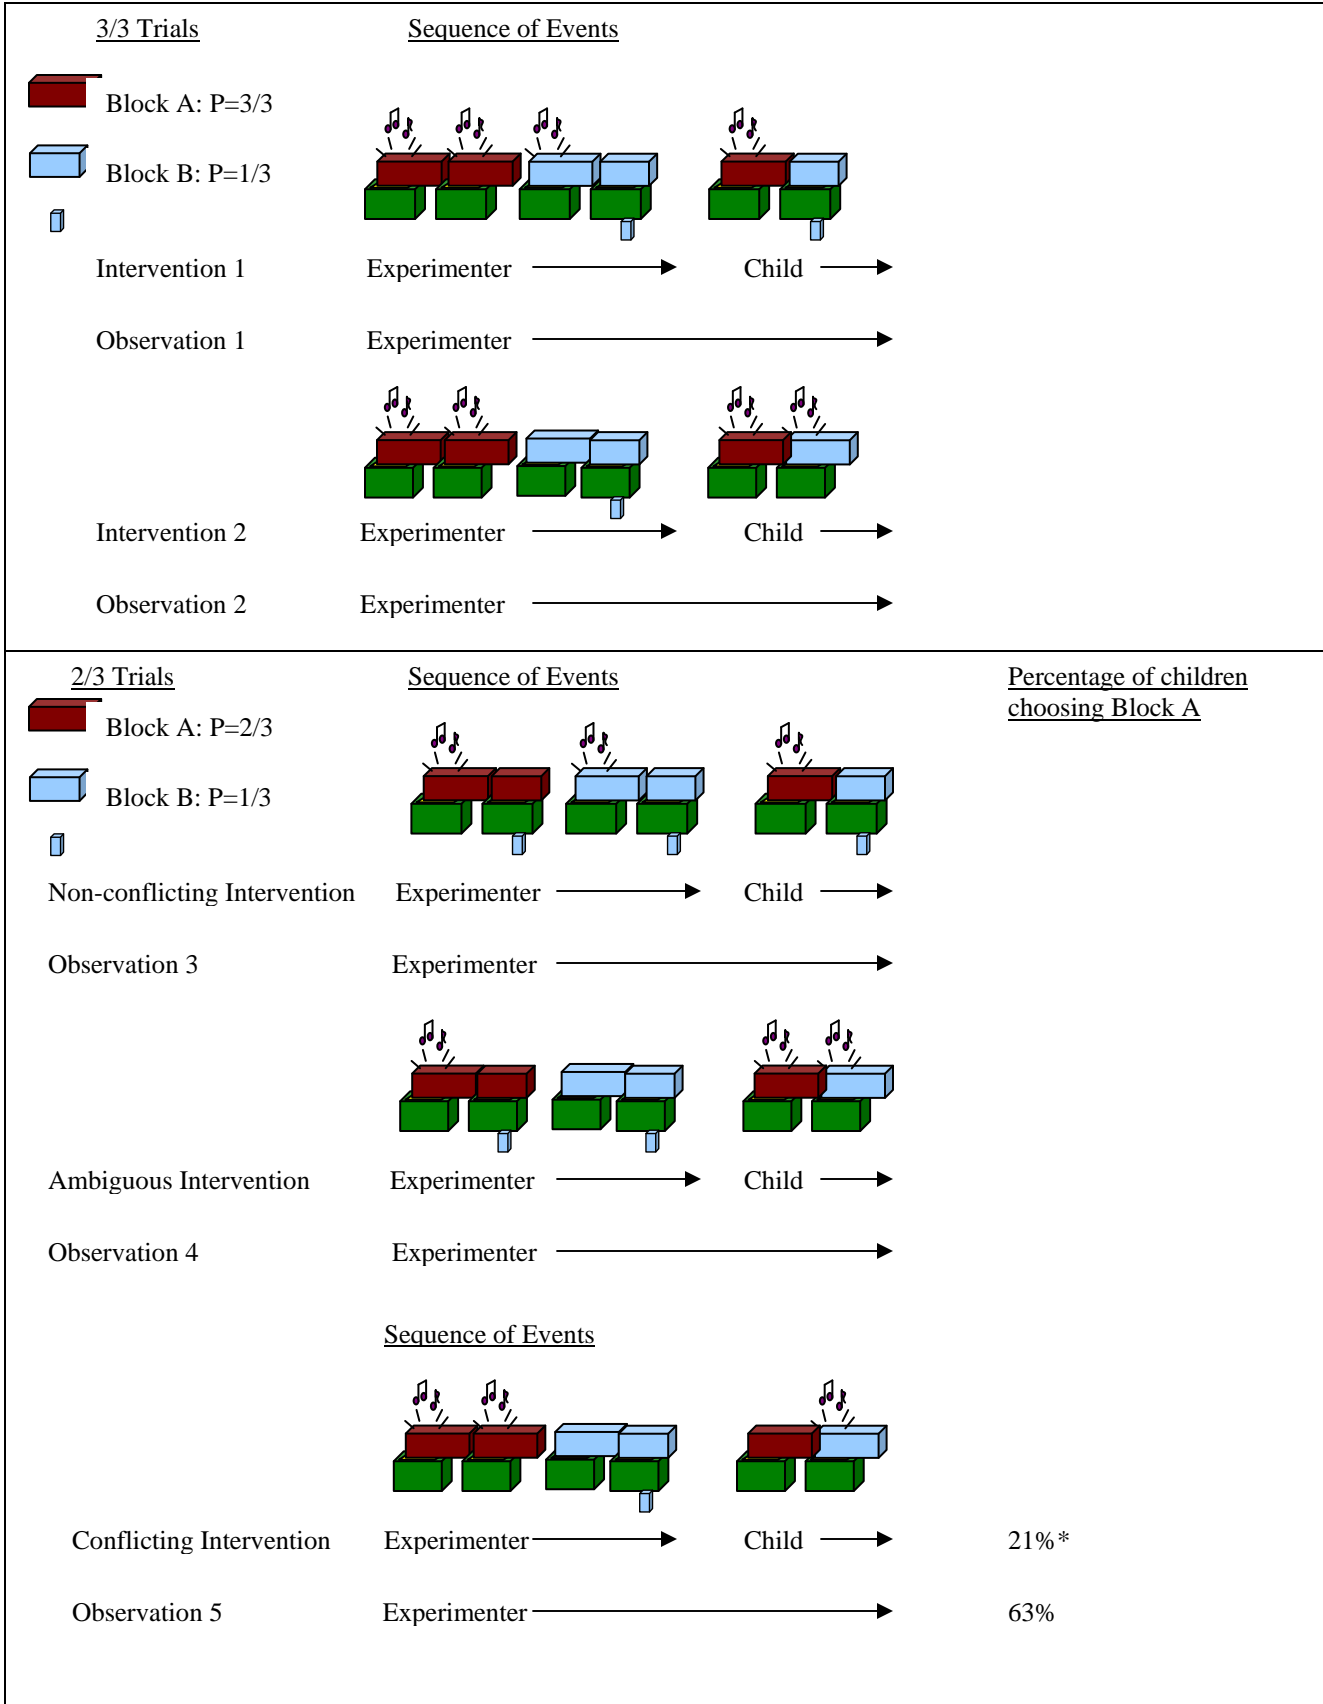 3/3 Trials Sequence of Events
Block A: P=3/3
Block B: P=1/3
Intervention 1 Experimenter Child
Observation 1 Experimenter
Intervention 2 Experimenter Child
Observation 2 Experimenter
2/3 Trials Sequence of Events Percentage of children
choosing Block A
Block A: P=2/3
Block B: P=1/3
Non-conflicting Intervention Experimenter Child
Observation 3 Experimenter
Ambiguous Intervention Experimenter Child
Observation 4 Experimenter
Sequence of Events
Conflicting Intervention Experimenter Child 21%*
Observation 5 Experimenter 63%